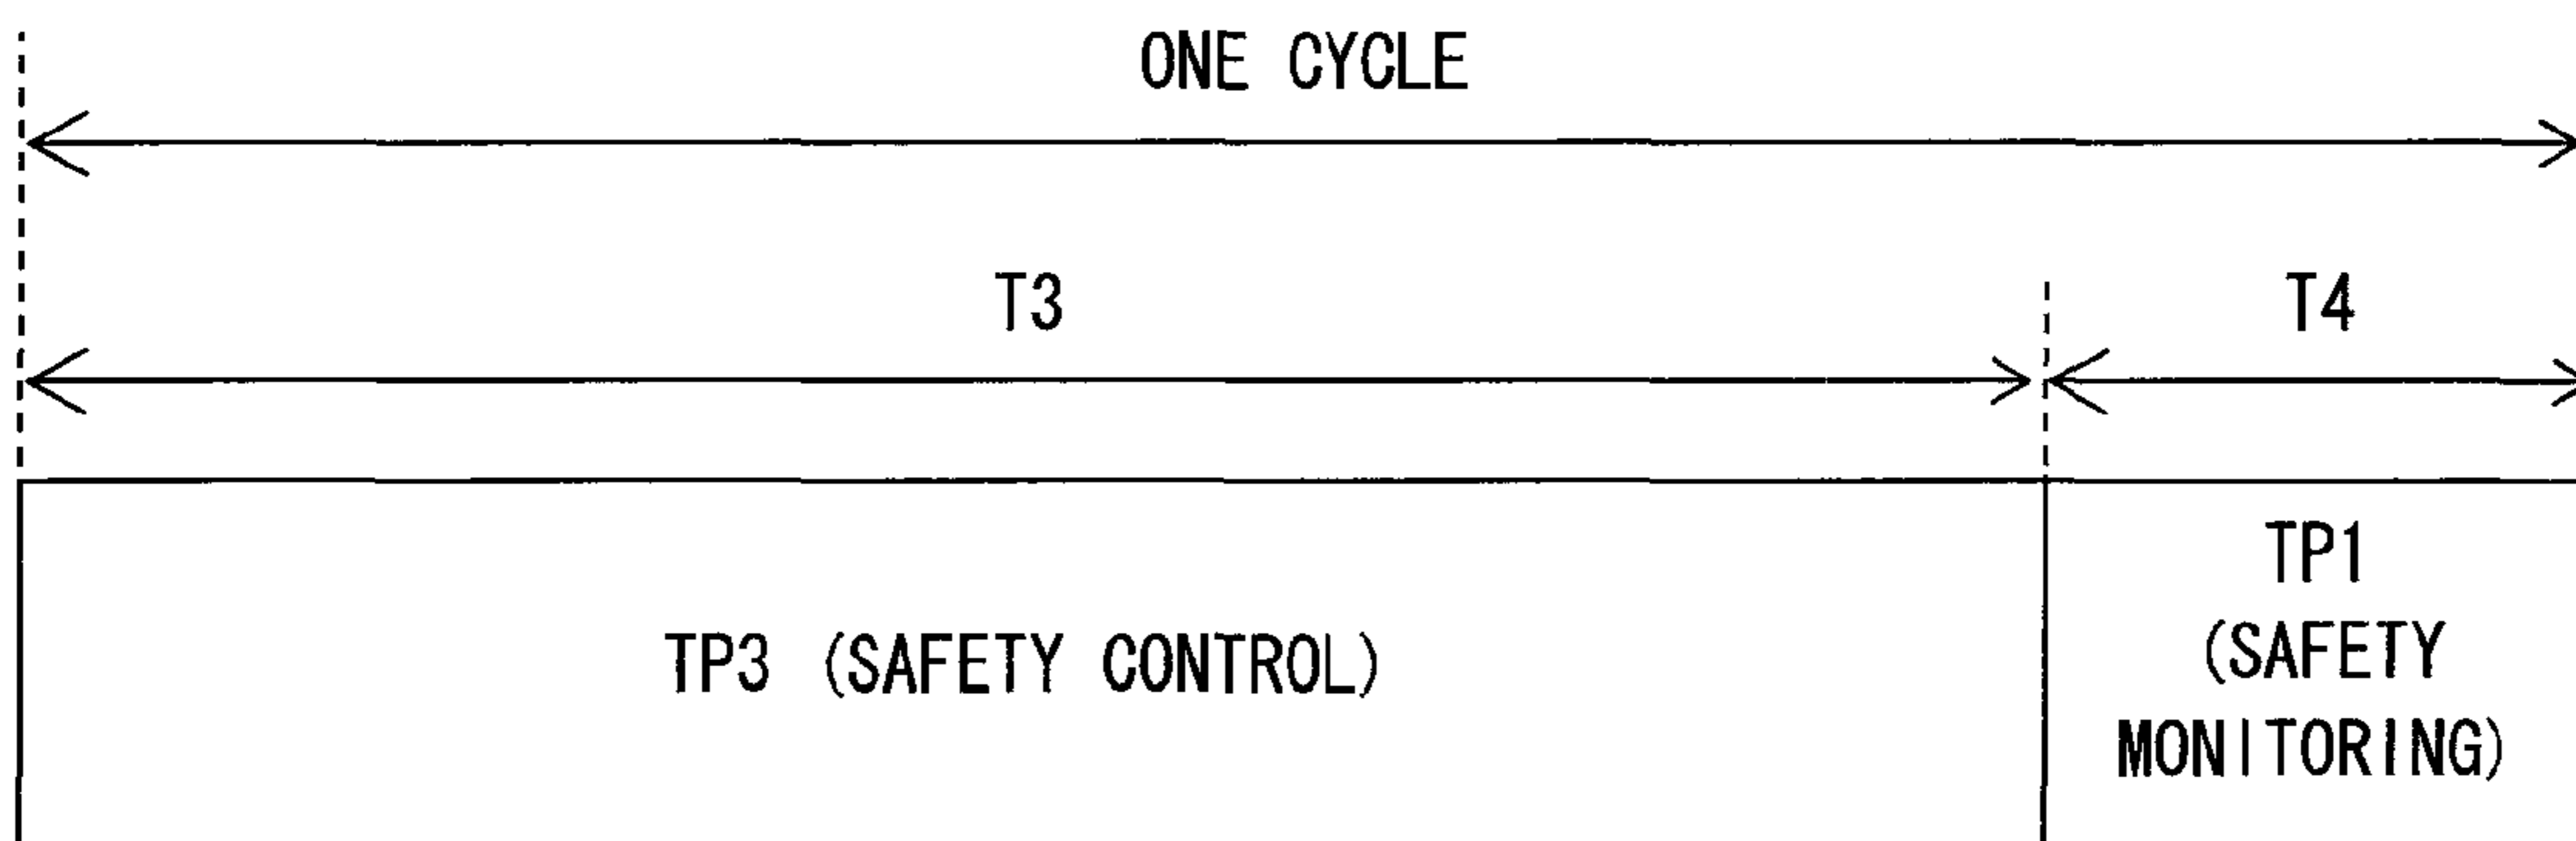 ONE CYCLE
T3
T4
TP3 (SAFETY CONTROL)
TP1
(SAFETY
MONITORING)